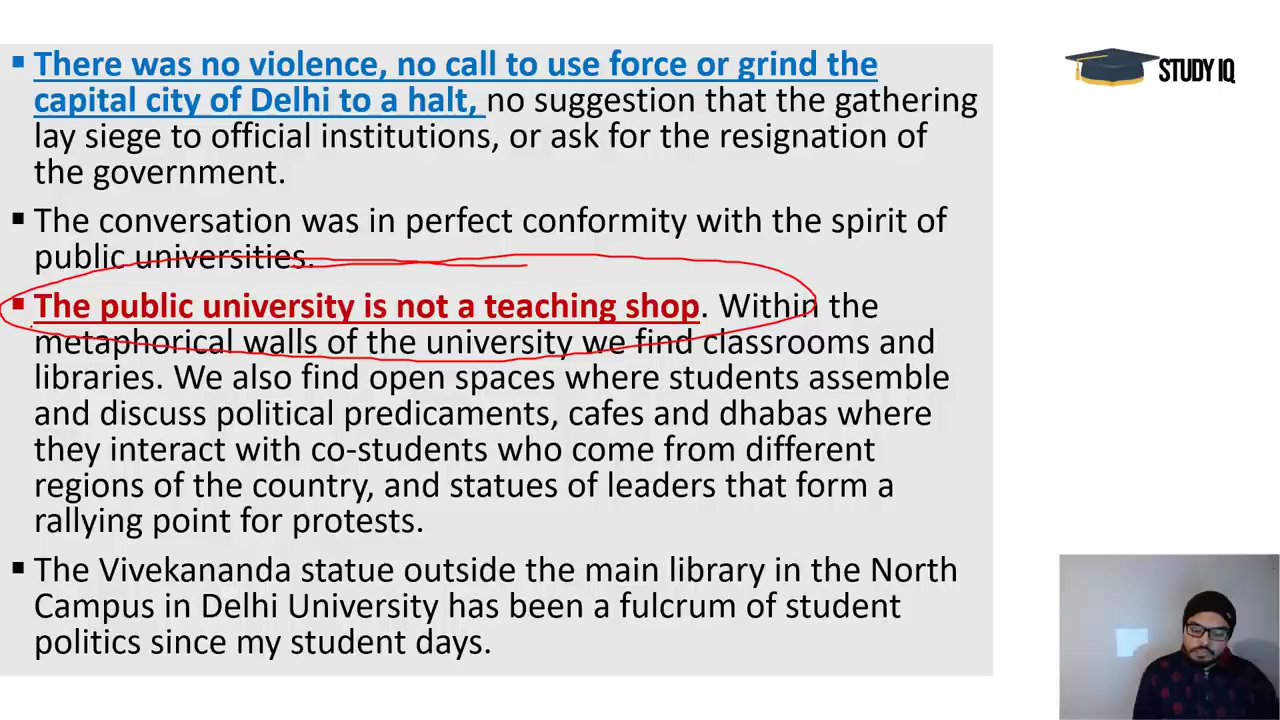 ▪ There was no violence, no call to use force or grind the
capital city of Delhi to a halt, no suggestion that the gathering
lay siege to official institutions, or ask for the resignation of
the government.
▪ The conversation was in perfect conformity with the spirit of
public universities.
▪ The public university is not a teaching shop. Within the
metaphorical walls of the university we find classrooms and
libraries. We also find open spaces where students assemble
and discuss political predicaments, cafes and dhabas where
they interact with co-students who come from different
regions of the country, and statues of leaders that form a
rallying point for protests.
▪ The Vivekananda statue outside the main library in the North
Campus in Delhi University has been a fulcrum of student
politics since my student days.
STUDY IQ